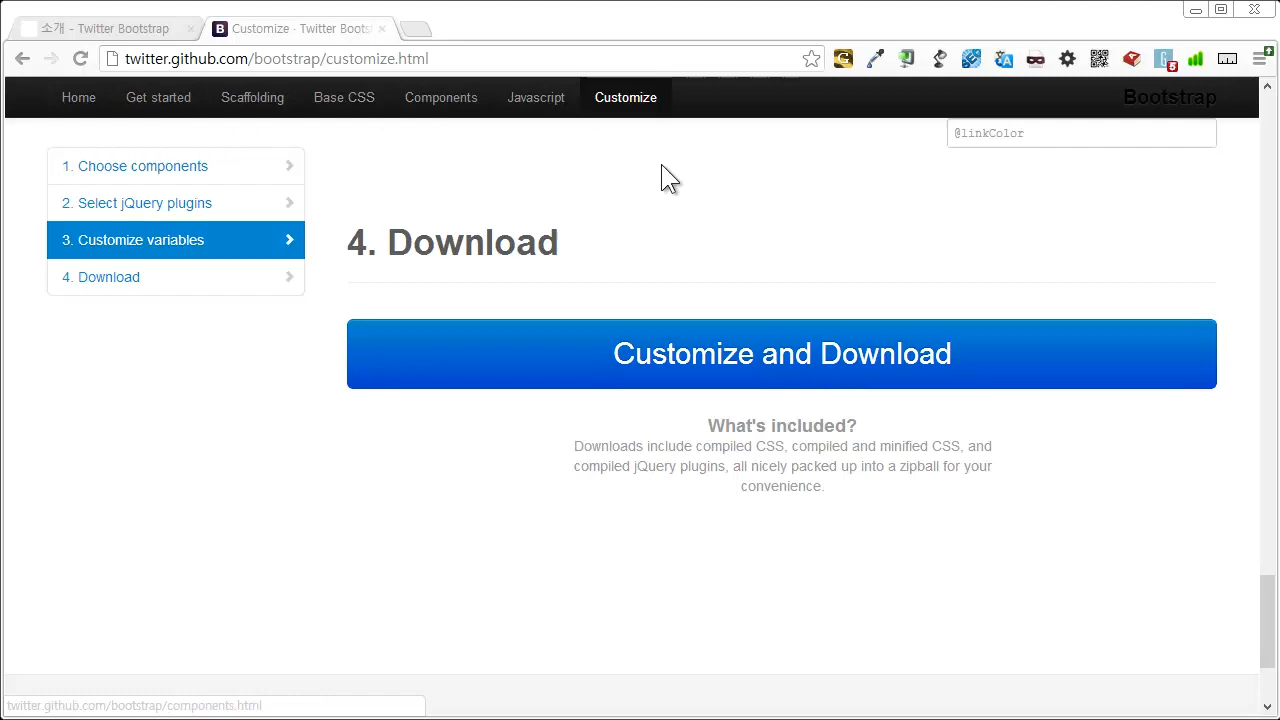 소개 - Twitter Bootstrap
Customize · Twitter Boots
twitter.github.com/bootstrap/customize.html
Home
Get started
Scaffolding
Base CSS
Components
Javascript
Customize
Bootstrap
@linkColor
1. Choose components
2. Select jQuery plugins
3. Customize variables
4. Download
4. Download
Customize and Download
What's included?
Downloads include compiled CSS, compiled and minified CSS, and
compiled jQuery plugins, all nicely packed up into a zipball for your
convenience.
twitter.github.com/bootstrap/components.html